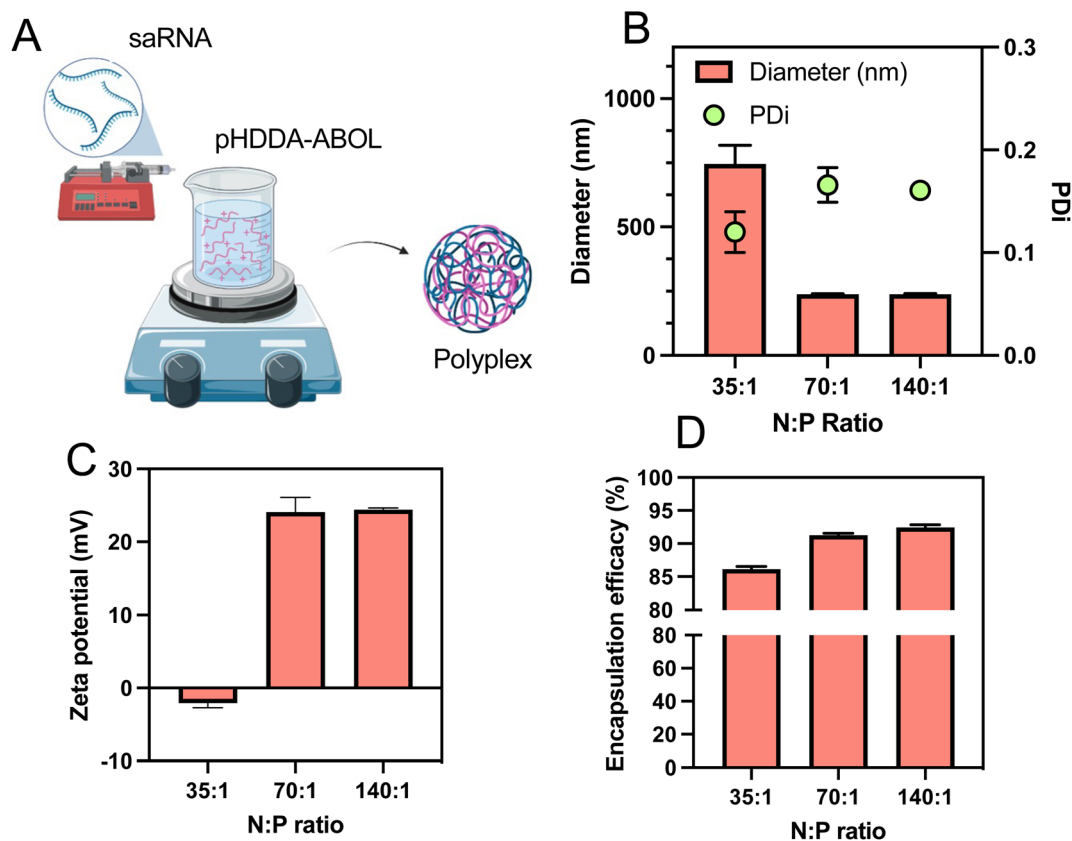 A
saRNA
pHDDA-ABOL
Polyplex
B
Diameter (nm)
PDi
1000
500
0
Diameter (nm)
0.3
0.2
0.1
0.0
PDi
35:1
70:1
140:1
N:P Ratio
C
30
20
10
0
-10
Zeta potential (mV)
35:1
70:1
140:1
N:P ratio
D
100
95
90
85
80
80
60
40
20
0
Encapsulation efficacy (%)
35:1
70:1
140:1
N:P ratio